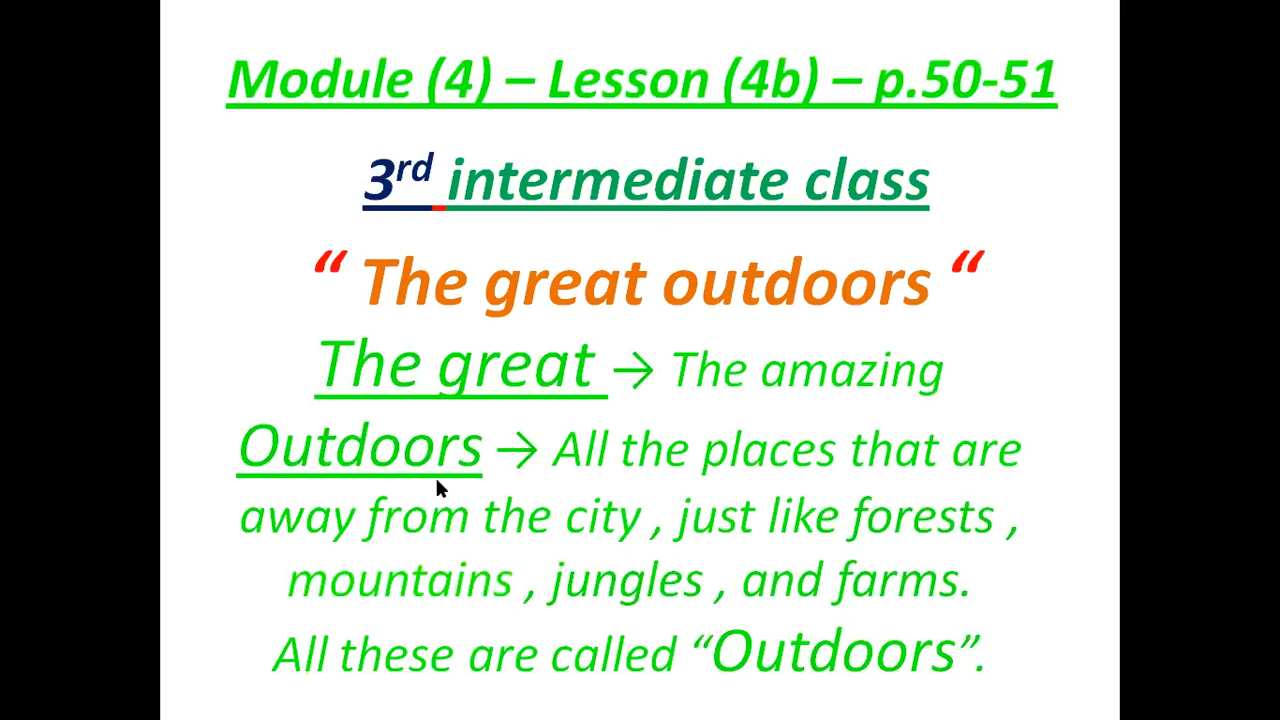 Module (4) – Lesson (4b) – p.50-51
3rd intermediate class
“ The great outdoors “
The great → The amazing
Outdoors → All the places that are
away from the city , just like forests ,
mountains , jungles , and farms.
All these are called “Outdoors”.